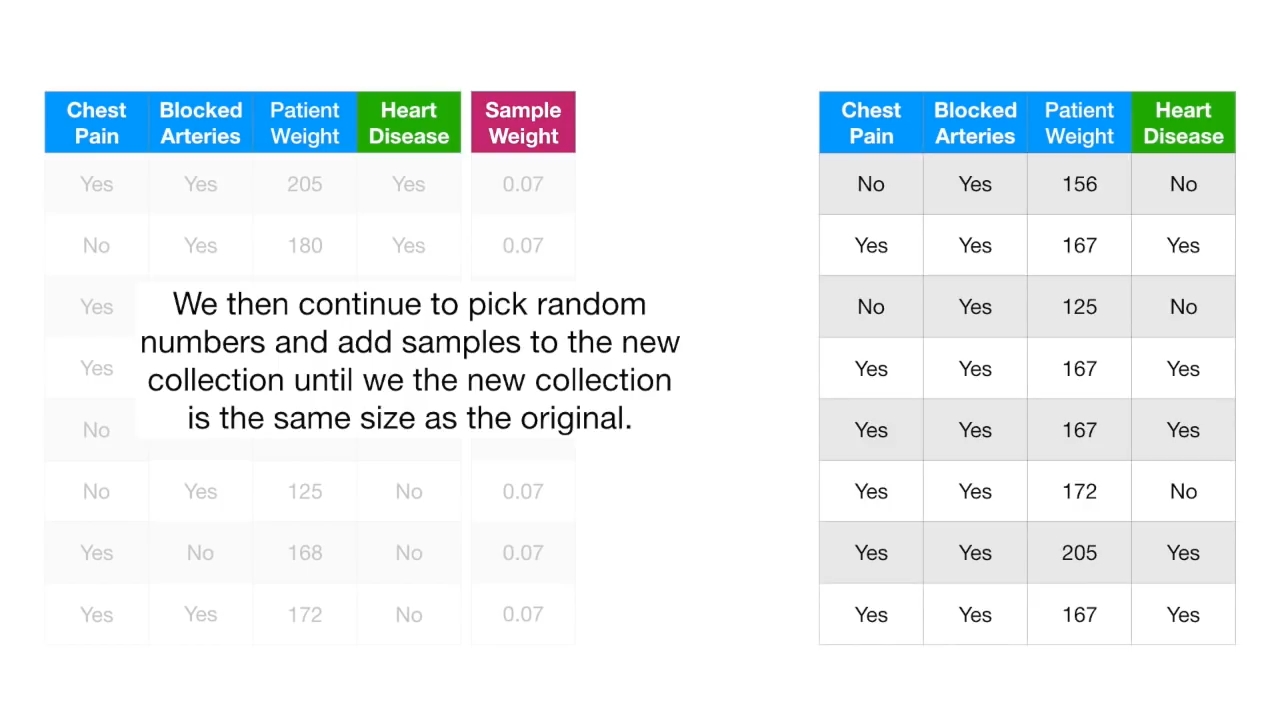 Chest Pain Blocked Arteries Patient Weight Heart Disease Sample Weight
Yes Yes 205 Yes 0.07
No Yes 180 Yes 0.07
Yes
Yes
No
No Yes 125 No 0.07
Yes No 168 No 0.07
Yes Yes 172 No 0.07
We then continue to pick random
numbers and add samples to the new
collection until we the new collection
is the same size as the original.
Chest Pain Blocked Arteries Patient Weight Heart Disease
No Yes 156 No
Yes Yes 167 Yes
No Yes 125 No
Yes Yes 167 Yes
Yes Yes 167 Yes
Yes Yes 172 No
Yes Yes 205 Yes
Yes Yes 167 Yes